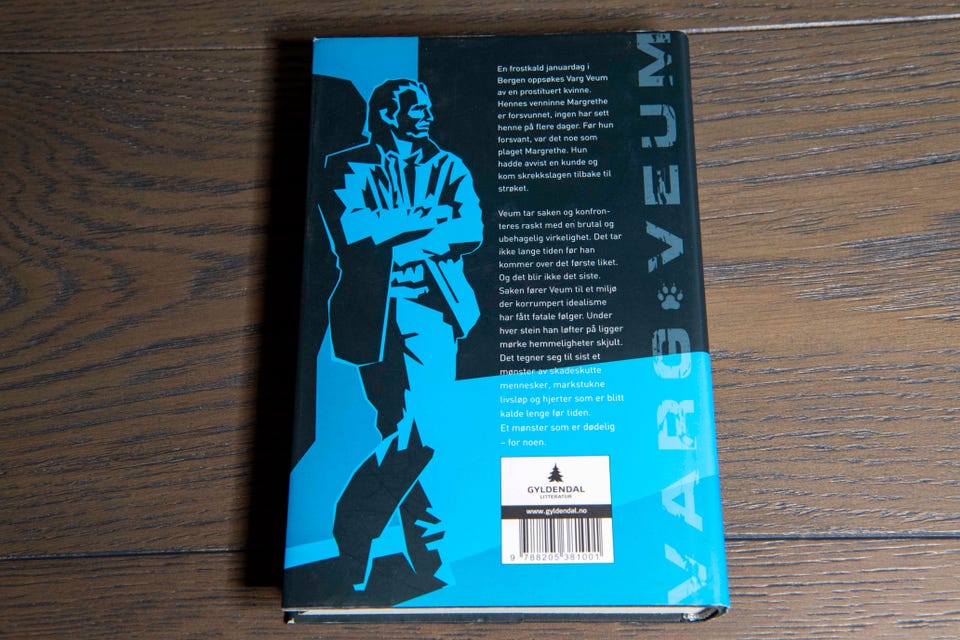 En frostkald januardag i
Bergen oppsøkes Varg Veum
av en prostituert kvinne.
Hennes venninne Margrethe
er forsvunnet, ingen har sett
henne på flere dager. Før hun
forsvant, var det noe som
plaget Margrethe. Hun
hadde avvist en kunde og
kom skrekkslagen tilbake til
strøket.
Veum tar saken og konfron-
teres raskt med en brutal og
ubehagelig virkelighet. Det tar
ikke lange tiden før han
kommer over det første liket.
Og det blir ikke det siste.
Saken fører Veum til et miljø
der korrumpert idealisme
har fått fatale følger. Under
hver stein han løfter på ligger
mørke hemmeligheter skjult.
Det tegner seg til sist et
mønster av skadeskutte
mennesker, markstukne
livsløp og hjerter som er blitt
kalde lenge før tiden.
Et mønster som er dødelig
– for noen.
GYLDENDAL
LITTERATUR
www.gyldendal.no
9 788205 381001
VARG VEUM